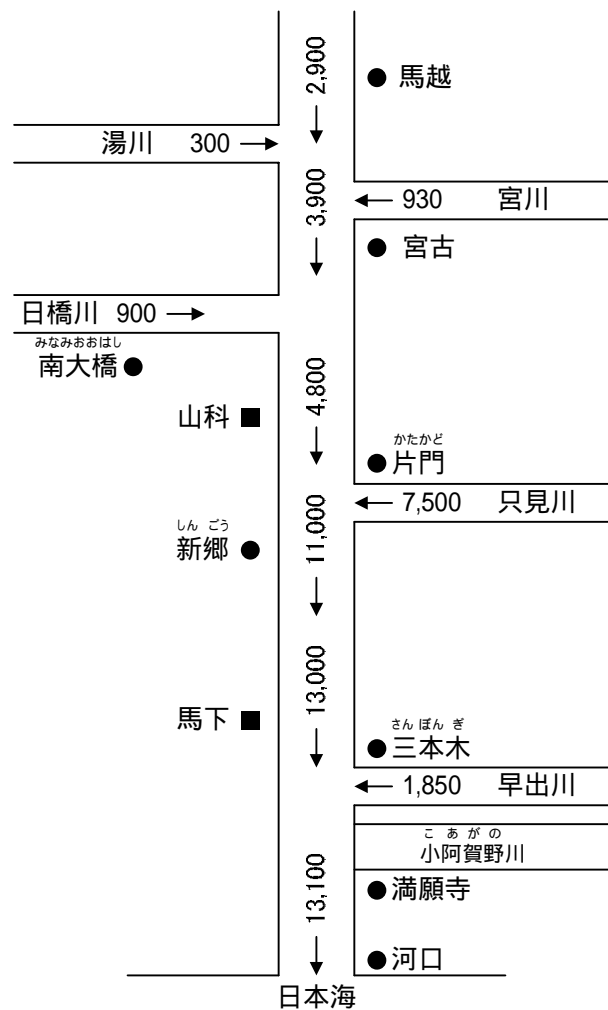 2,900
馬越
湯川 300
3,900
930 宮川
宮古
日橋川 900
みなみおおはし
南大橋
4,800
山科
かたかど
片門
7,500 只見川
11,000
しん ごう
新郷
13,000
馬下
さん ぼん ぎ
三本木
1,850 早出川
こ あ が の
小阿賀野川
13,100
満願寺
河口
日本海